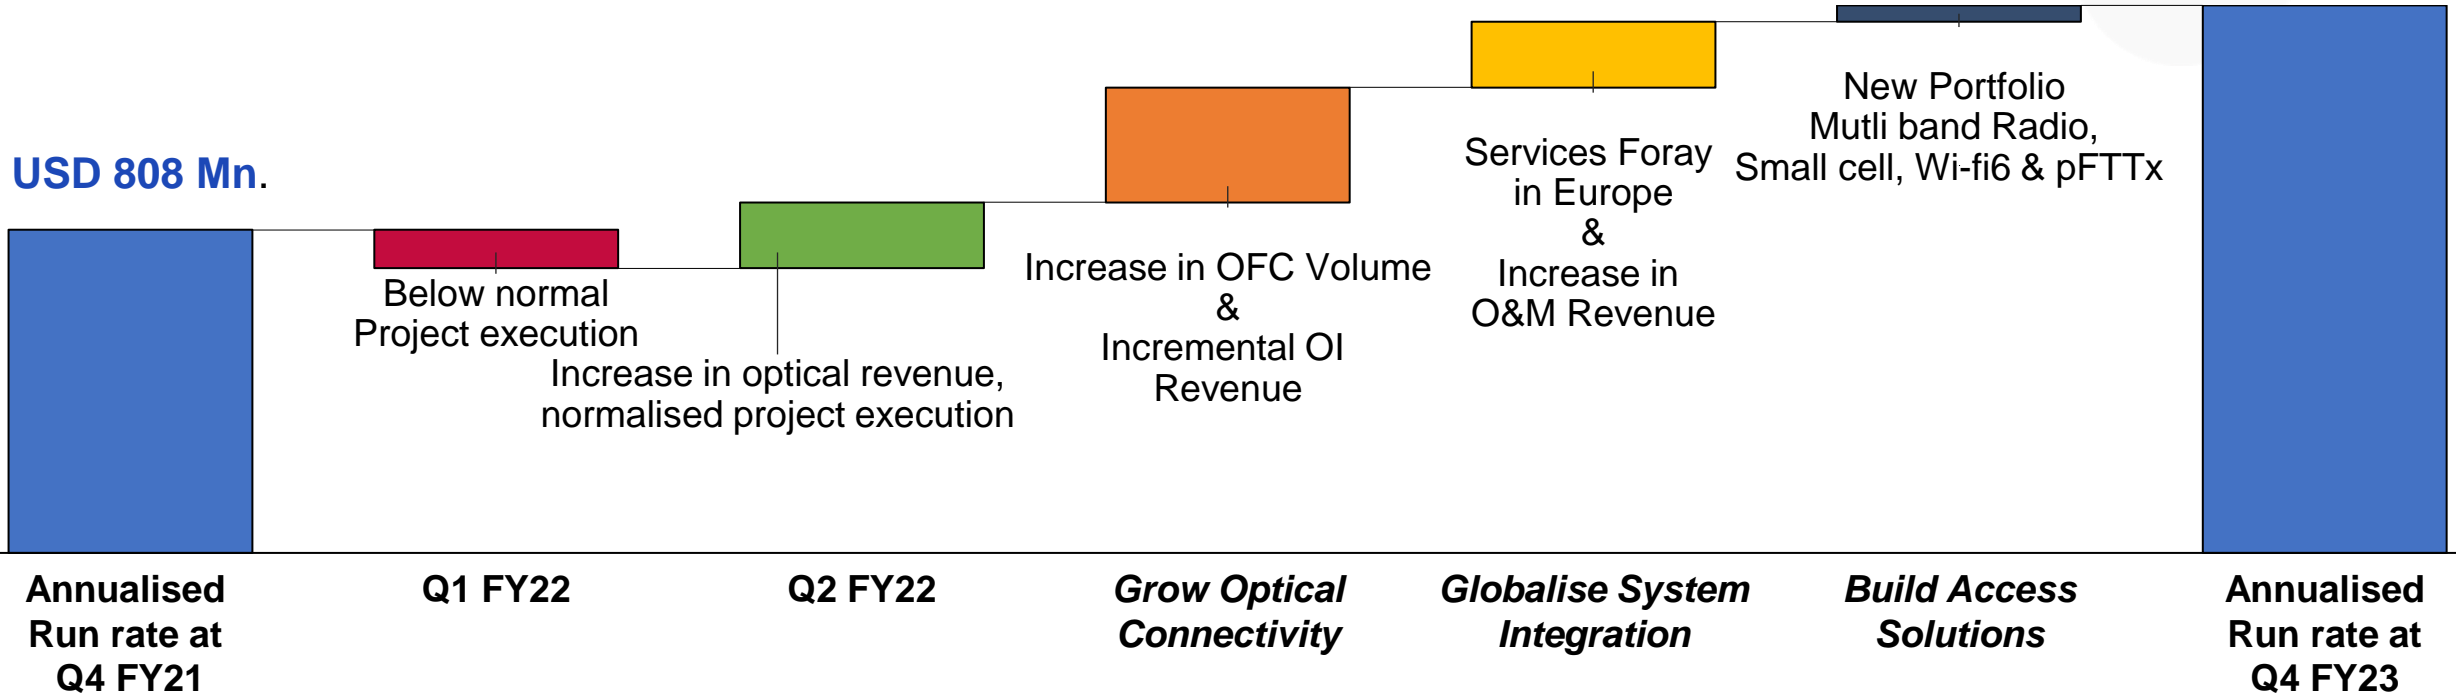 USD 808 Mn.
Below normal
Project execution
Increase in optical revenue,
normalised project execution
Increase in OFC Volume
&
Incremental OI
Revenue
Services Foray
in Europe
&
Increase in
O&M Revenue
New Portfolio
Mutli band Radio,
Small cell, Wi-fi6 & pFTTx
Annualised
Run rate at
Q4 FY21
Q1 FY22
Q2 FY22
Grow Optical
Connectivity
Globalise System
Integration
Build Access
Solutions
Annualised
Run rate at
Q4 FY23